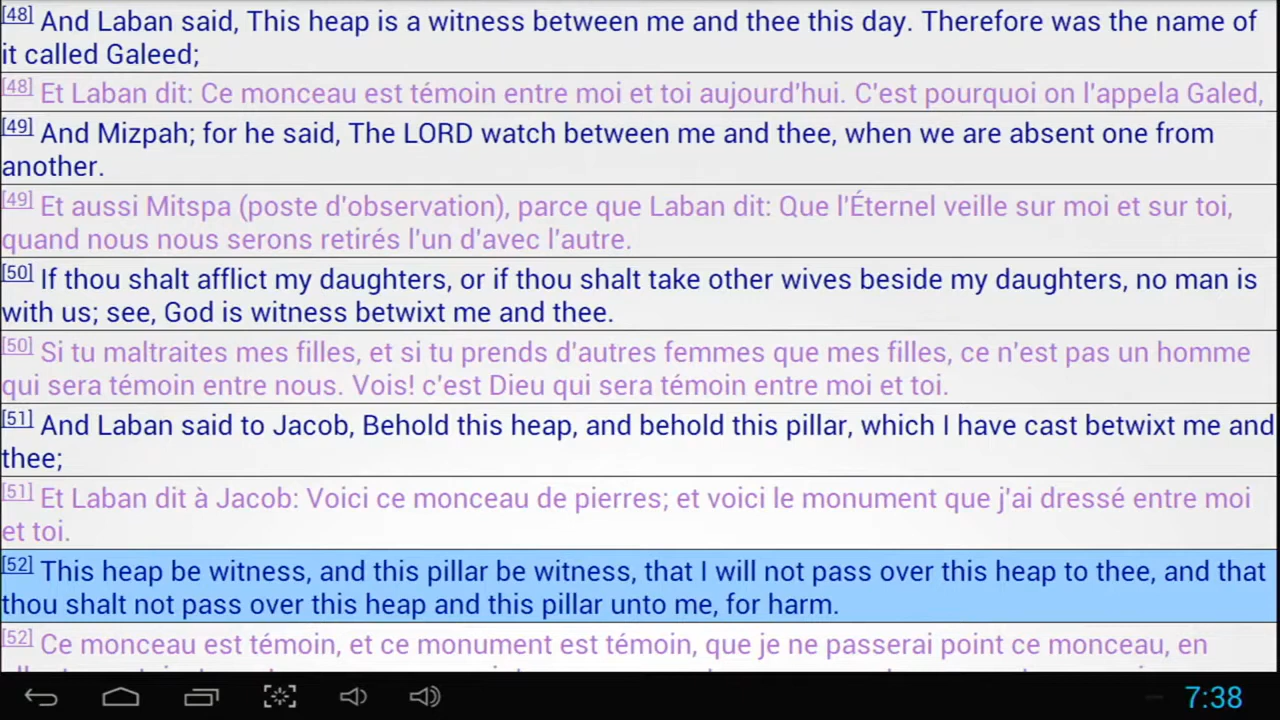 [48] And Laban said, This heap is a witness between me and thee this day. Therefore was the name of
it called Galeed;
[48] Et Laban dit: Ce monceau est témoin entre moi et toi aujourd'hui. C'est pourquoi on l'appela Galed,
[49] And Mizpah; for he said, The LORD watch between me and thee, when we are absent one from
another.
[49] Et aussi Mitspa (poste d'observation), parce que Laban dit: Que l'Éternel veille sur moi et sur toi,
quand nous nous serons retirés l'un d'avec l'autre.
[50] If thou shalt afflict my daughters, or if thou shalt take other wives beside my daughters, no man is
with us; see, God is witness betwixt me and thee.
[50] Si tu maltraites mes filles, et si tu prends d'autres femmes que mes filles, ce n'est pas un homme
qui sera témoin entre nous. Vois! c'est Dieu qui sera témoin entre moi et toi.
[51] And Laban said to Jacob, Behold this heap, and behold this pillar, which I have cast betwixt me and
thee;
[51] Et Laban dit à Jacob: Voici ce monceau de pierres; et voici le monument que j'ai dressé entre moi
et toi.
[52] This heap be witness, and this pillar be witness, that I will not pass over this heap to thee, and that
thou shalt not pass over this heap and this pillar unto me, for harm.
[52] Ce monceau est témoin, et ce monument est témoin, que je ne passerai point ce monceau, en
7:38